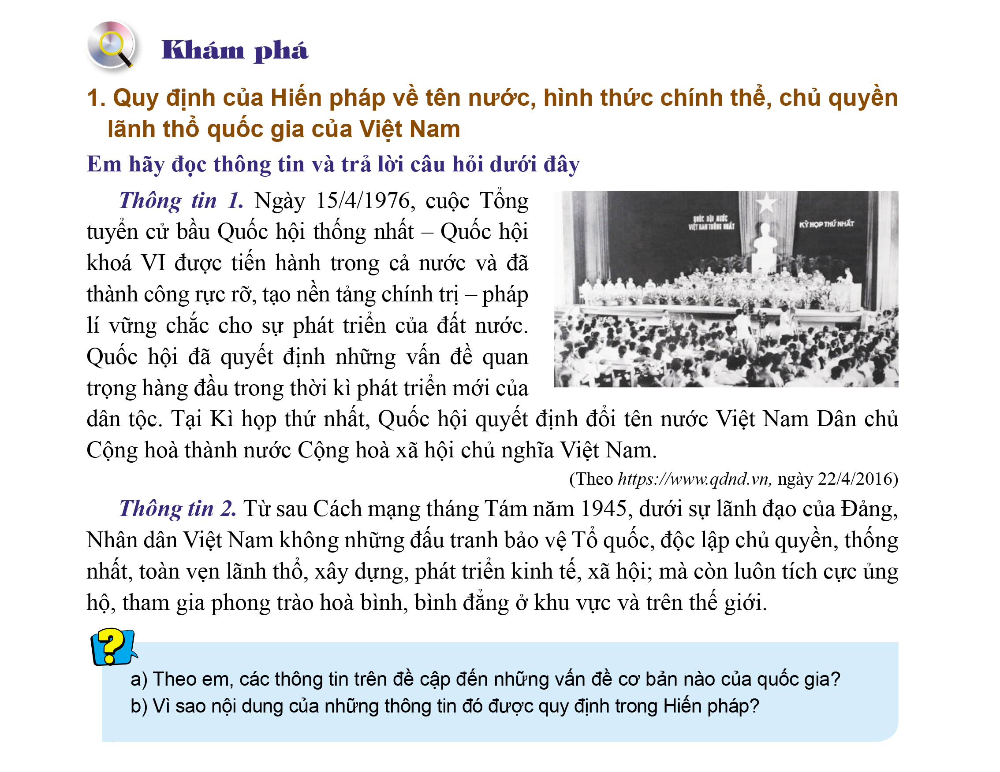 Khám phá
1. Quy định của Hiến pháp về tên nước, hình thức chính thể, chủ quyền
lãnh thổ quốc gia của Việt Nam
Em hãy đọc thông tin và trả lời câu hỏi dưới đây
Thông tin 1. Ngày 15/4/1976, cuộc Tổng
tuyển cử bầu Quốc hội thống nhất – Quốc hội
khoá VI được tiến hành trong cả nước và đã
thành công rực rỡ, tạo nền tảng chính trị – pháp
lí vững chắc cho sự phát triển của đất nước.
Quốc hội đã quyết định những vấn đề quan
trọng hàng đầu trong thời kì phát triển mới của
QUỐC HỘI NƯỚC
VIỆT NAM THỐNG NHẤT
KỲ HỌP THỨ NHẤT
dân tộc. Tại Kì họp thứ nhất, Quốc hội quyết định đổi tên nước Việt Nam Dân chủ
Cộng hoà thành nước Cộng hoà xã hội chủ nghĩa Việt Nam.
(Theo https://www.qdnd.vn, ngày 22/4/2016)
Thông tin 2. Từ sau Cách mạng tháng Tám năm 1945, dưới sự lãnh đạo của Đảng,
Nhân dân Việt Nam không những đấu tranh bảo vệ Tổ quốc, độc lập chủ quyền, thống
nhất, toàn vẹn lãnh thổ, xây dựng, phát triển kinh tế, xã hội; mà còn luôn tích cực ủng
hộ, tham gia phong trào hoà bình, bình đẳng ở khu vực và trên thế giới.
?
a) Theo em, các thông tin trên đề cập đến những vấn đề cơ bản nào của quốc gia?
b) Vì sao nội dung của những thông tin đó được quy định trong Hiến pháp?